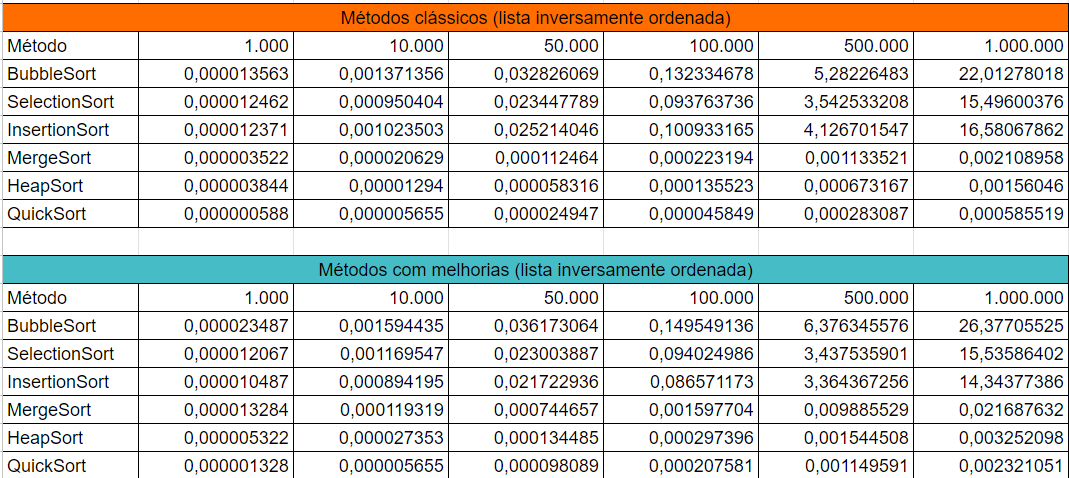 Métodos clássicos (lista inversamente ordenada)
Método 1.000 10.000 50.000 100.000 500.000 1.000.000
BubbleSort 0,000013563 0,001371356 0,032826069 0,132334678 5,28226483 22,01278018
SelectionSort 0,000012462 0,000950404 0,023447789 0,093763736 3,542533208 15,49600376
InsertionSort 0,000012371 0,001023503 0,025214046 0,100933165 4,126701547 16,58067862
MergeSort 0,000003522 0,000020629 0,000112464 0,000223194 0,001133521 0,002108958
HeapSort 0,000003844 0,00001294 0,000058316 0,000135523 0,000673167 0,00156046
QuickSort 0,000000588 0,000005655 0,000024947 0,000045849 0,000283087 0,000585519
Métodos com melhorias (lista inversamente ordenada)
Método 1.000 10.000 50.000 100.000 500.000 1.000.000
BubbleSort 0,000023487 0,001594435 0,036173064 0,149549136 6,376345576 26,37705525
SelectionSort 0,000012067 0,001169547 0,023003887 0,094024986 3,437535901 15,53586402
InsertionSort 0,000010487 0,000894195 0,021722936 0,086571173 3,364367256 14,34377386
MergeSort 0,000013284 0,000119319 0,000744657 0,001597704 0,009885529 0,021687632
HeapSort 0,000005322 0,000027353 0,000134485 0,000297396 0,001544508 0,003252098
QuickSort 0,000001328 0,000005655 0,000098089 0,000207581 0,001149591 0,002321051